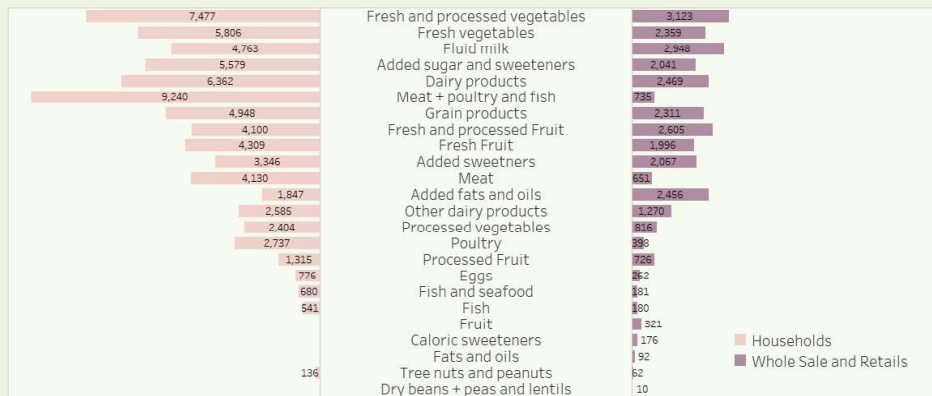 7,477 Fresh and processed vegetables 3,123
5,806 Fresh vegetables 2,359
4,763 Fluid milk 2,948
5,579 Added sugar and sweeteners 2,041
6,362 Dairy products 2,469
9,240 Meat + poultry and fish 735
4,948 Grain products 2,311
4,100 Fresh and processed Fruit 2,605
4,309 Fresh Fruit 1,996
3,346 Added sweetners 2,067
4,130 Meat 651
1,847 Added fats and oils 2,456
2,585 Other dairy products 1,270
2,404 Processed vegetables 816
2,737 Poultry 398
1,315 Processed Fruit 726
776 Eggs 262
680 Fish and seafood 181
541 Fish 180
Fruit 321
Caloric sweeteners 176
Fats and oils 92
136 Tree nuts and peanuts 62
Dry beans + peas and lentils 10
Households
Whole Sale and Retails